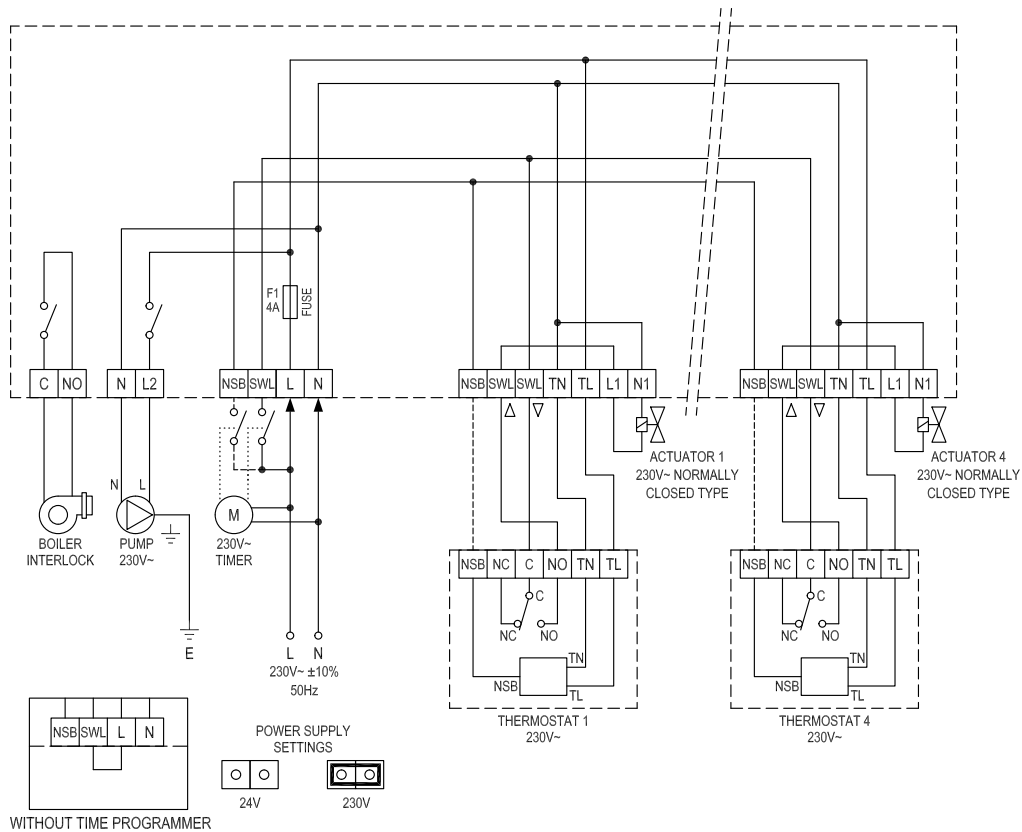 F1
4A
FUSE
C NO
N L2
NSB SWL L N
NSB SWL SWL TN TL L1 N1
NSB SWL SWL TN TL L1 N1
ACTUATOR 1
230V~ NORMALLY
CLOSED TYPE
ACTUATOR 4
230V~ NORMALLY
CLOSED TYPE
N L
M
BOILER
INTERLOCK
PUMP
230V~
230V~
TIMER
E
L N
230V~ ±10%
50Hz
NSB NC C NO TN TL
C
NC NO
TN
NSB
TL
THERMOSTAT 1
230V~
NSB NC C NO TN TL
C
NC NO
TN
NSB
TL
THERMOSTAT 4
230V~
NSB SWL L N
WITHOUT TIME PROGRAMMER
POWER SUPPLY
SETTINGS
24V
230V